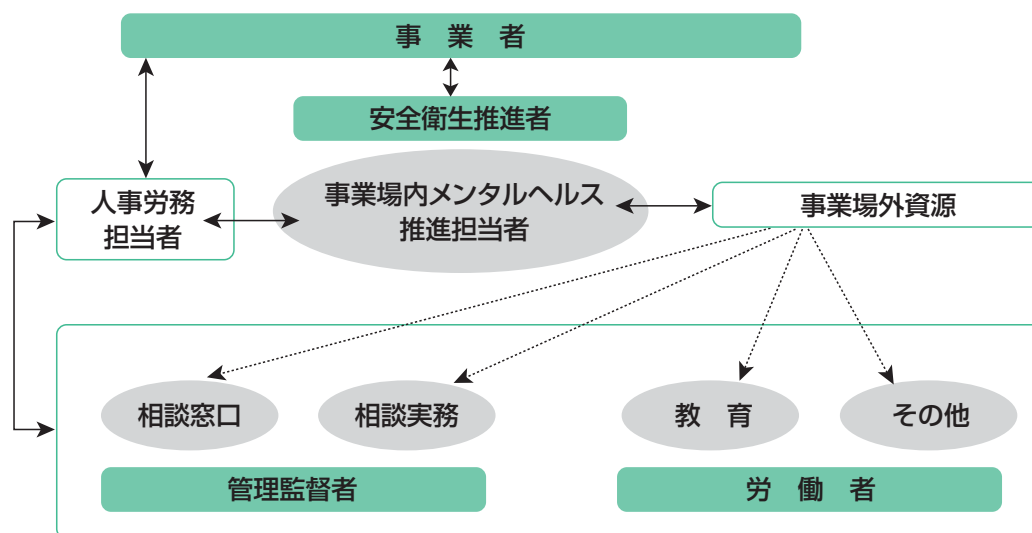 事　業　者
安全衛生推進者
人事労務
担当者
事業場内メンタルヘルス
推進担当者
事業場外資源
相談窓口
相談実務
教　育
その他
管理監督者
労　働　者